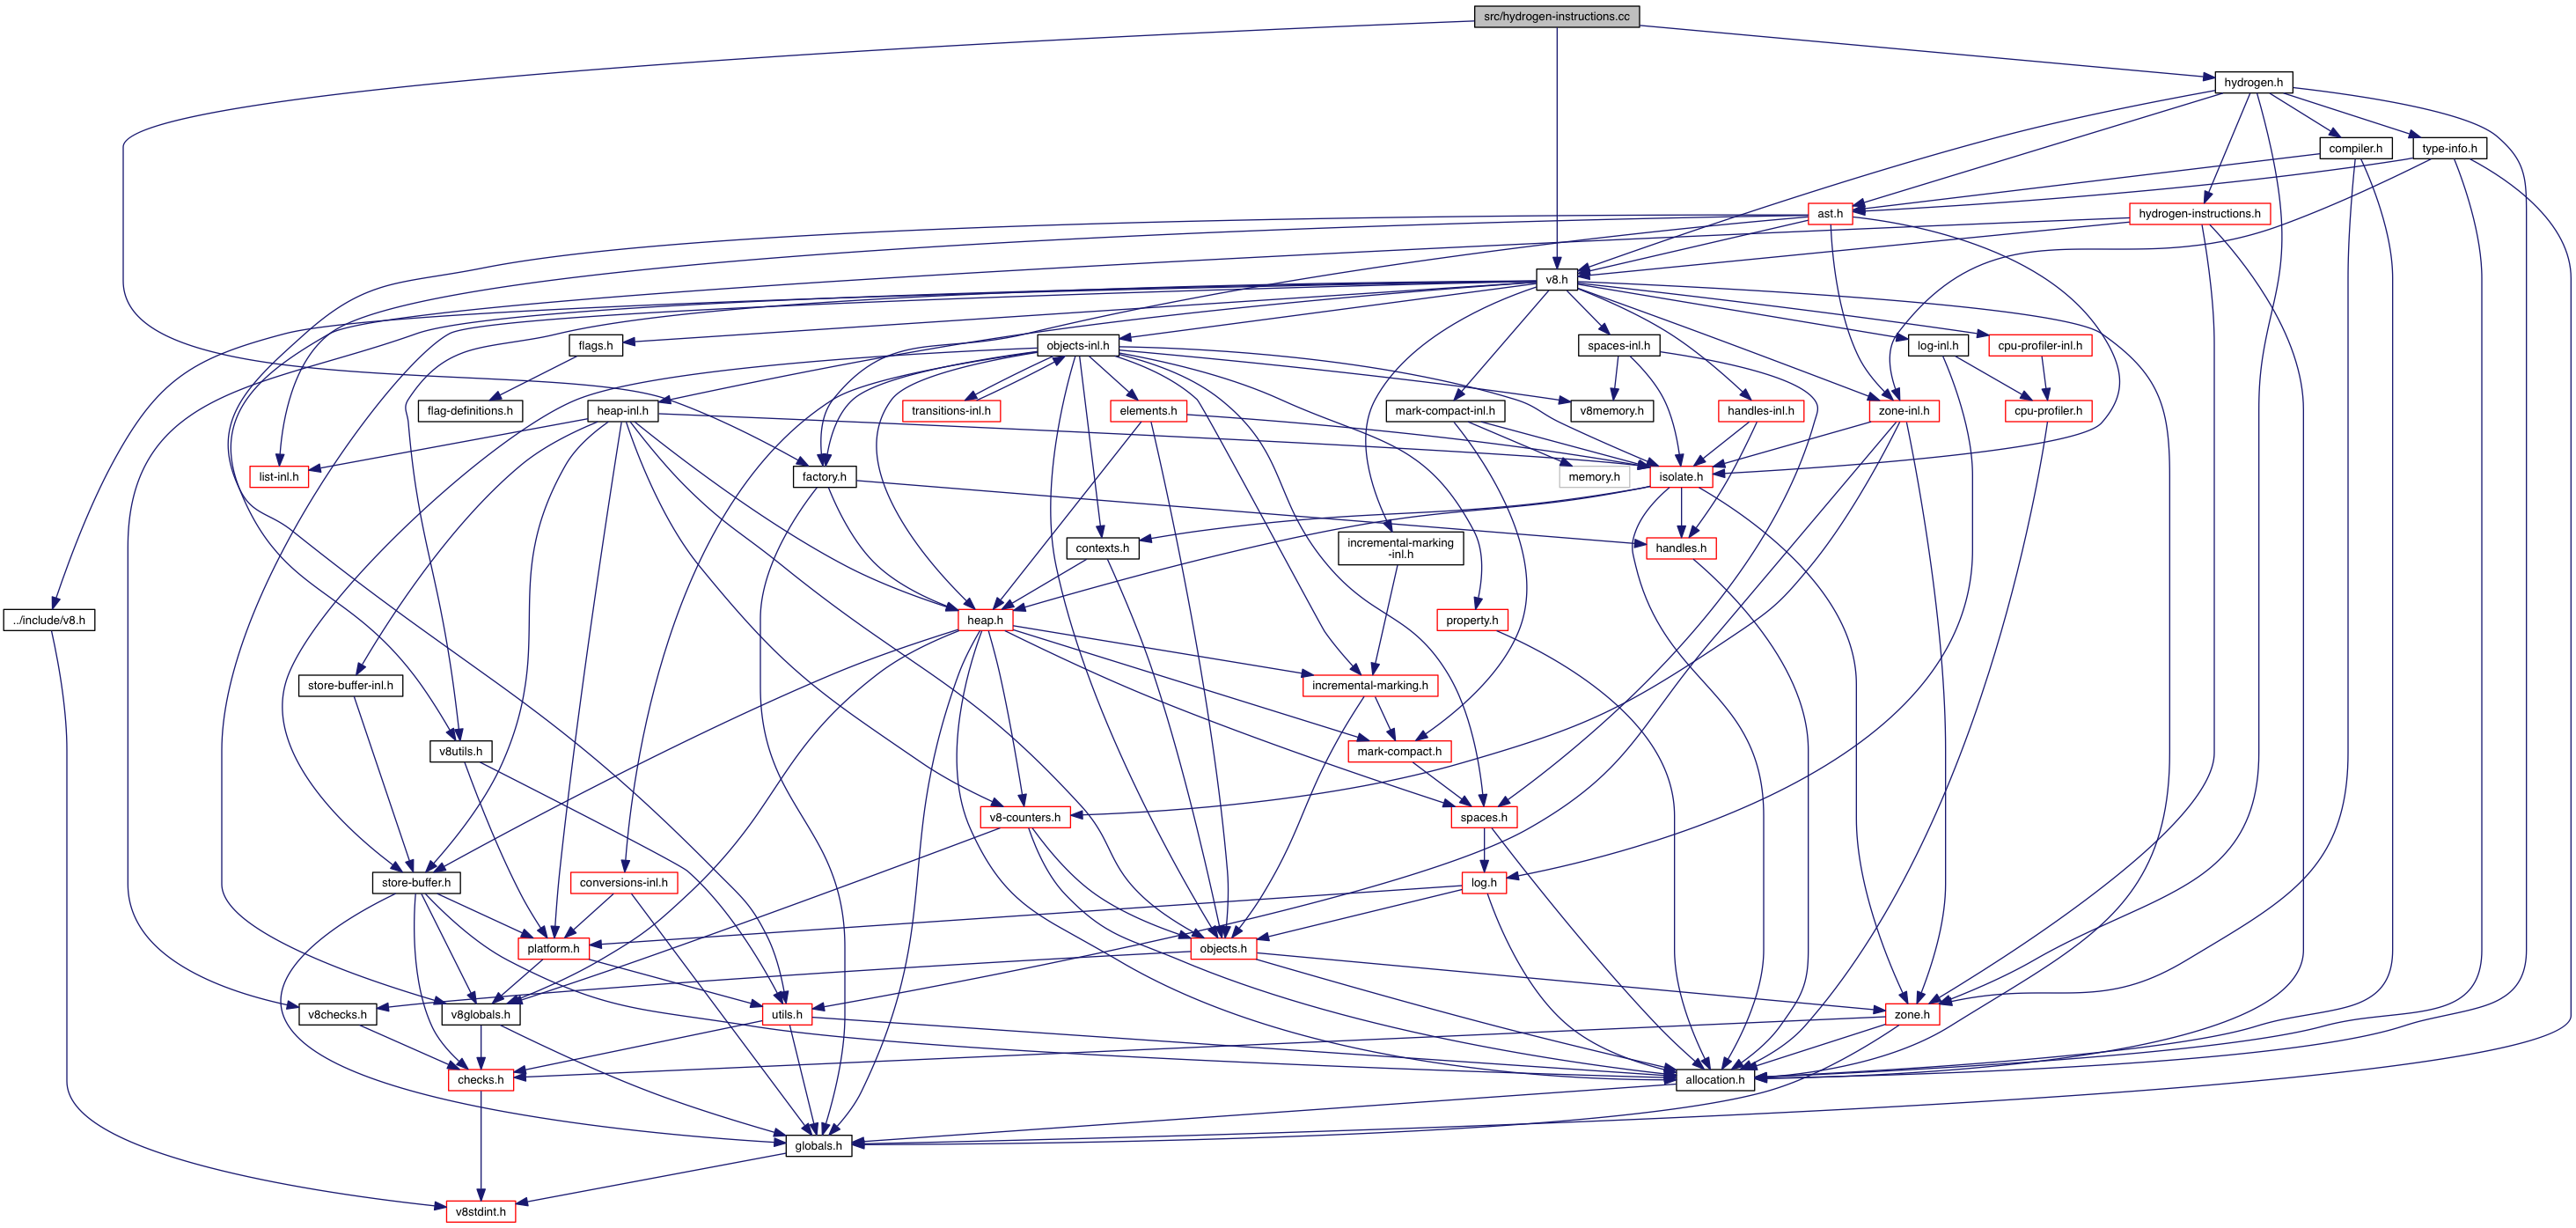 src/hydrogen-instructions.cc
hydrogen.h
compiler.h
type-info.h
ast.h
hydrogen-instructions.h
v8.h
flags.h
objects-inl.h
spaces-inl.h
log-inl.h
cpu-profiler-inl.h
flag-definitions.h
heap-inl.h
transitions-inl.h
elements.h
mark-compact-inl.h
v8memory.h
handles-inl.h
zone-inl.h
cpu-profiler.h
list-inl.h
factory.h
memory.h
isolate.h
contexts.h
incremental-marking
-inl.h
handles.h
../include/v8.h
heap.h
property.h
store-buffer-inl.h
incremental-marking.h
v8utils.h
mark-compact.h
v8-counters.h
spaces.h
store-buffer.h
conversions-inl.h
log.h
platform.h
objects.h
v8checks.h
v8globals.h
utils.h
zone.h
checks.h
allocation.h
globals.h
v8stdint.h